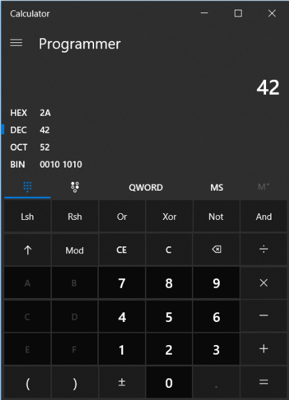 Calculator
Programmer
42
HEX 2A
DEC 42
OCT 52
BIN 0010 1010
QWORD MS M˅
Lsh Rsh Or Xor Not And
↑ Mod CE C ⌫ ÷
A B 7 8 9 ×
C D 4 5 6 −
E F 1 2 3 +
( ) ± 0 . =